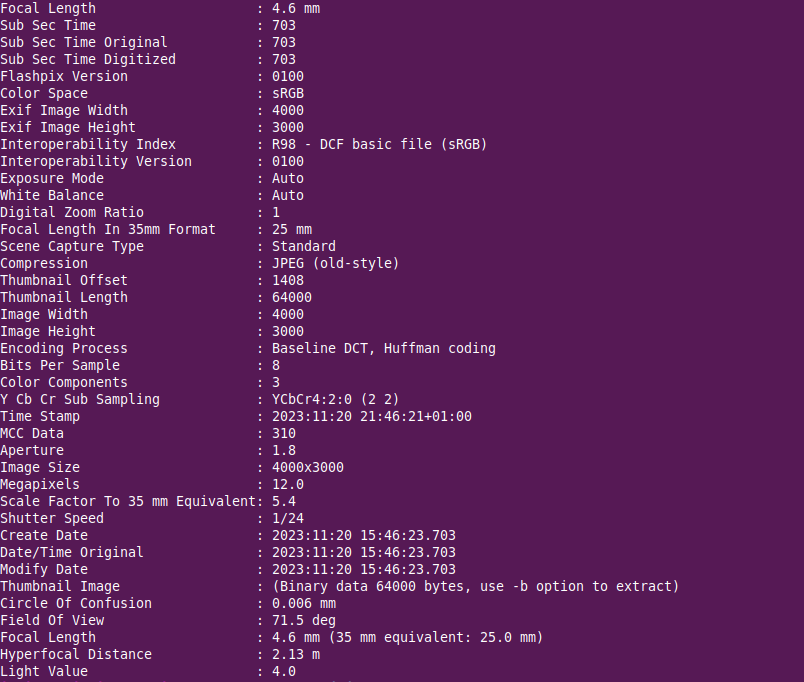 Focal Length                    : 4.6 mm
Sub Sec Time                    : 703
Sub Sec Time Original           : 703
Sub Sec Time Digitized          : 703
Flashpix Version                : 0100
Color Space                     : sRGB
Exif Image Width                : 4000
Exif Image Height               : 3000
Interoperability Index          : R98 - DCF basic file (sRGB)
Interoperability Version        : 0100
Exposure Mode                   : Auto
White Balance                   : Auto
Digital Zoom Ratio              : 1
Focal Length In 35mm Format     : 25 mm
Scene Capture Type              : Standard
Compression                     : JPEG (old-style)
Thumbnail Offset                : 1408
Thumbnail Length                : 64000
Image Width                     : 4000
Image Height                    : 3000
Encoding Process                : Baseline DCT, Huffman coding
Bits Per Sample                 : 8
Color Components                : 3
Y Cb Cr Sub Sampling            : YCbCr4:2:0 (2 2)
Time Stamp                      : 2023:11:20 21:46:21+01:00
MCC Data                        : 310
Aperture                        : 1.8
Image Size                      : 4000x3000
Megapixels                      : 12.0
Scale Factor To 35 mm Equivalent: 5.4
Shutter Speed                   : 1/24
Create Date                     : 2023:11:20 15:46:23.703
Date/Time Original              : 2023:11:20 15:46:23.703
Modify Date                     : 2023:11:20 15:46:23.703
Thumbnail Image                 : (Binary data 64000 bytes, use -b option to extract)
Circle Of Confusion             : 0.006 mm
Field Of View                   : 71.5 deg
Focal Length                    : 4.6 mm (35 mm equivalent: 25.0 mm)
Hyperfocal Distance             : 2.13 m
Light Value                     : 4.0